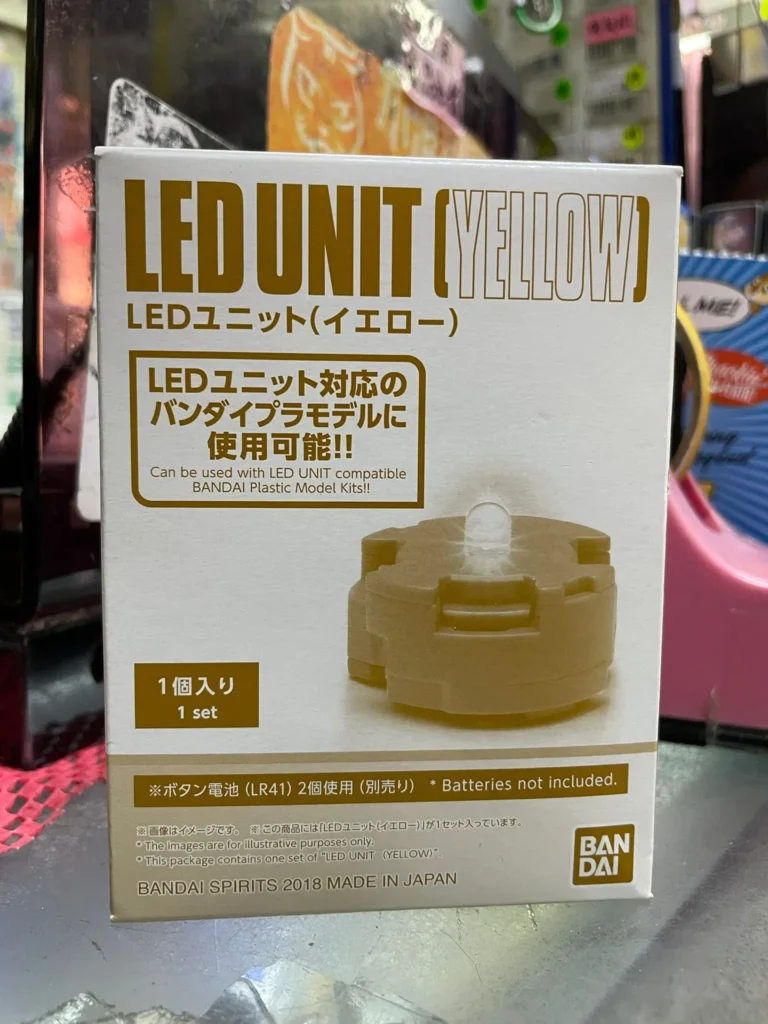 LED UNIT (YELLOW)
LEDユニット(イエロー)
LEDユニット対応の
バンダイプラモデルに
使用可能!!
Can be used with LED UNIT compatible
BANDAI Plastic Model Kits!!
1個入り
1 set
※ボタン電池 (LR41) 2個使用 (別売り) * Batteries not included.
※画像はイメージです。 ※この商品には「LEDユニット(イエロー)」が1セット入っています。
* The images are for illustrative purposes only.
* This package contains one set of "LED UNIT (YELLOW)".
BAN
DAI
BANDAI SPIRITS 2018 MADE IN JAPAN
ME!